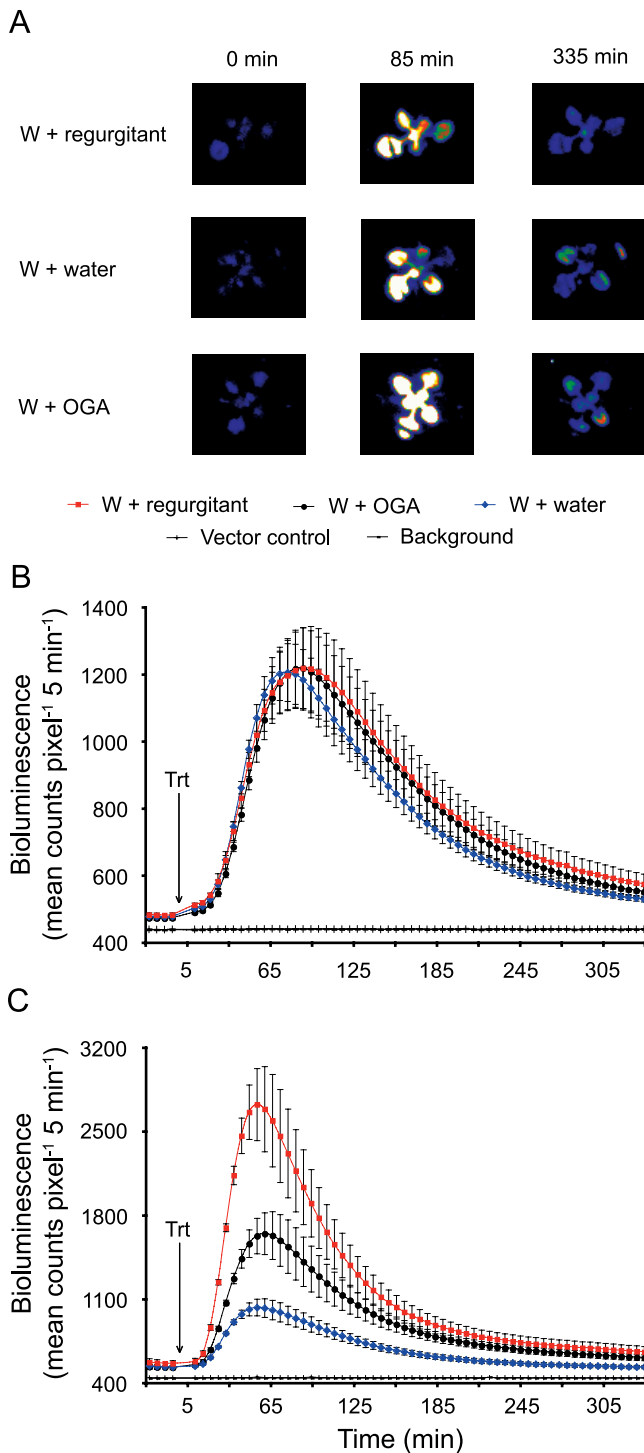 A
0 min 85 min 335 min
W + regurgitant
W + water
W + OGA
W + regurgitant W + OGA W + water
Vector control Background
B
Bioluminescence
(mean counts pixel⁻¹ 5 min⁻¹)
1400
1200
1000
800
600
400
Trt
5 65 125 185 245 305
C
Bioluminescence
(mean counts pixel⁻¹ 5 min⁻¹)
3200
2500
1800
1100
400
Trt
5 65 125 185 245 305
Time (min)